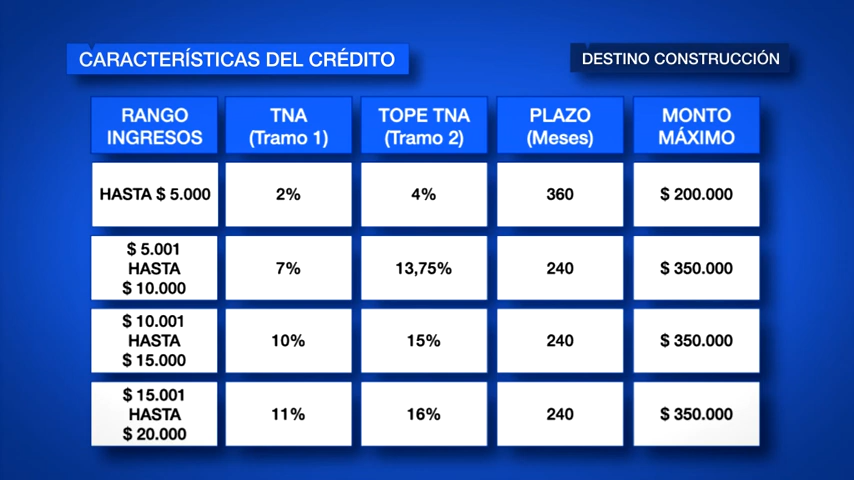 CARACTERÍSTICAS DEL CRÉDITO
DESTINO CONSTRUCCIÓN
RANGO
INGRESOS
TNA
(Tramo 1)
TOPE TNA
(Tramo 2)
PLAZO
(Meses)
MONTO
MÁXIMO
HASTA $ 5.000
2%
4%
360
$ 200.000
$ 5.001
HASTA
$ 10.000
7%
13,75%
240
$ 350.000
$ 10.001
HASTA
$ 15.000
10%
15%
240
$ 350.000
$ 15.001
HASTA
$ 20.000
11%
16%
240
$ 350.000